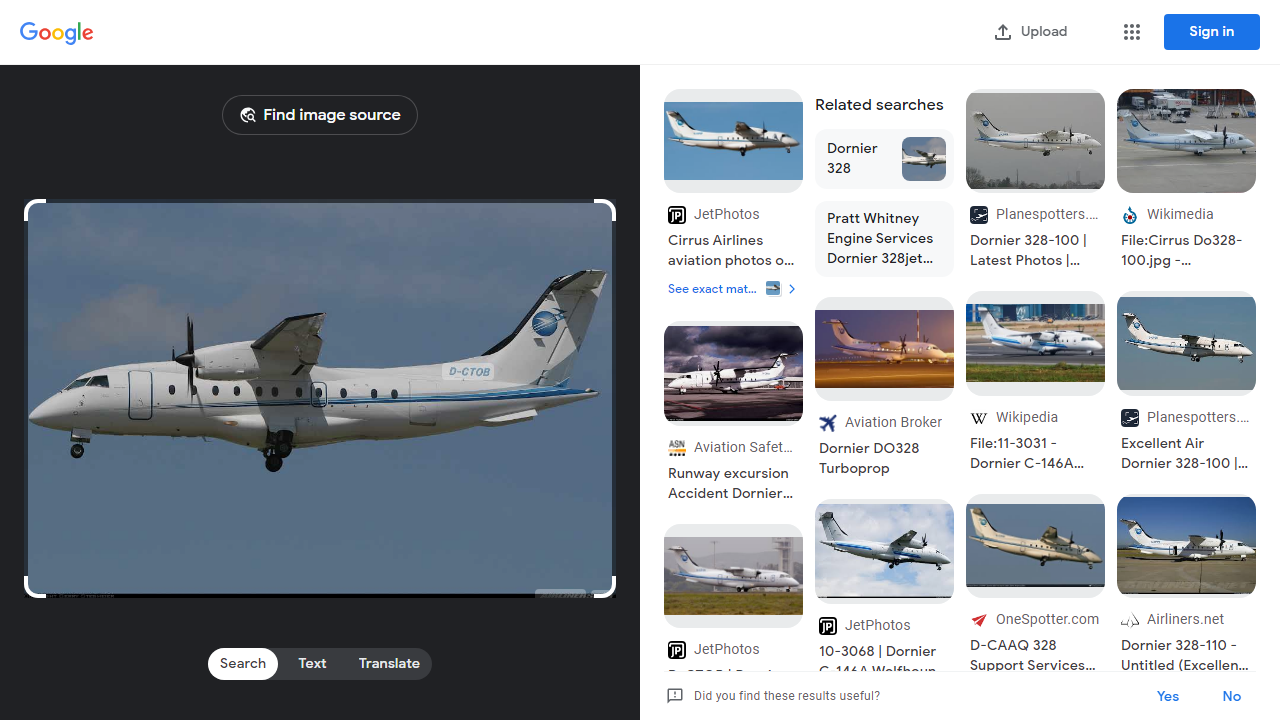 Google
Upload
Sign in
Find image source
D-CTOB
Search
Text
Translate
JetPhotos
Cirrus Airlines
aviation photos o...
See exact mat...
ASN
Aviation Safet...
Runway excursion
Accident Dornier...
JetPhotos
Related searches
Dornier
328
Pratt Whitney
Engine Services
Dornier 328jet...
Aviation Broker
Dornier DO328
Turboprop
JetPhotos
10-3068 | Dornier
C-146A Wolfhoun
Planespotters....
Dornier 328-100 |
Latest Photos |...
W
Wikipedia
File:11-3031 -
Dornier C-146A...
OneSpotter.com
D-CAAQ 328
Support Services...
Wikimedia
File:Cirrus Do328-
100.jpg -...
Planespotters....
Excellent Air
Dornier 328-100 |...
Airliners.net
Dornier 328-110 -
Untitled (Excellen...
Did you find these results useful?
Yes
No